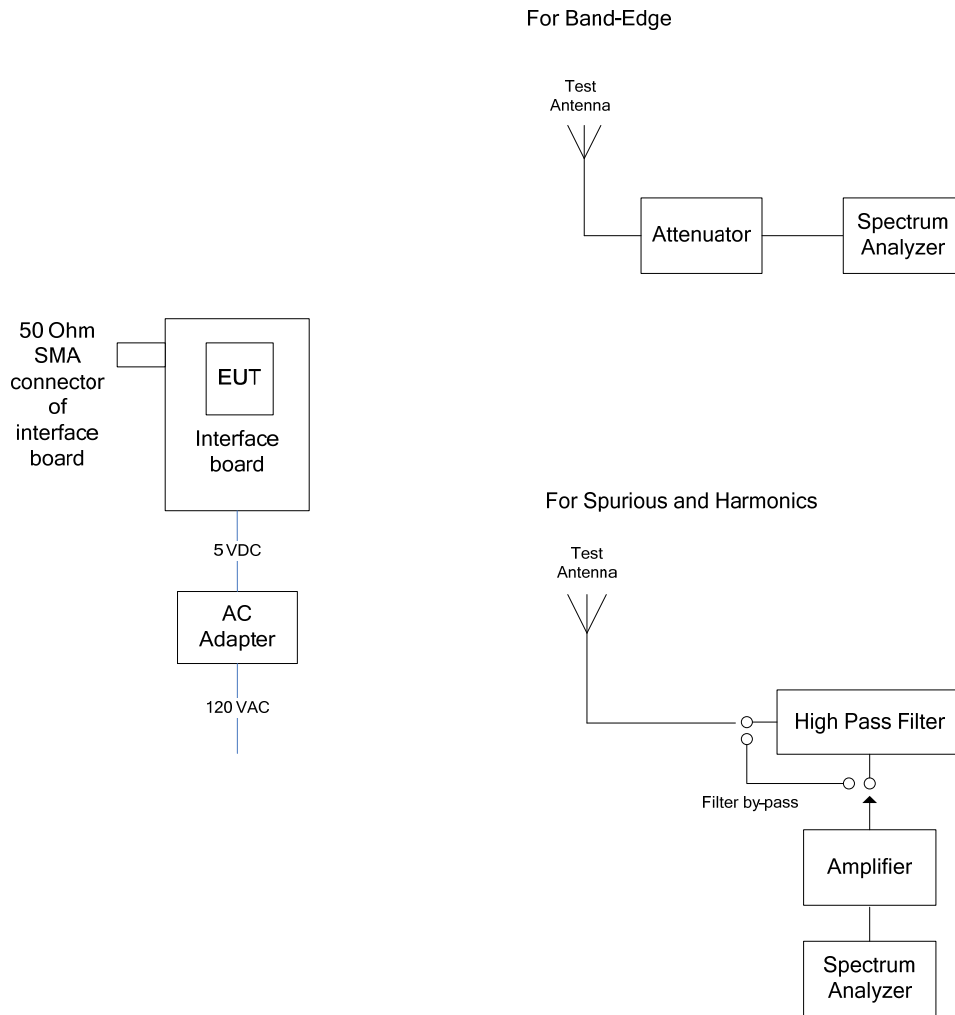 For Band-Edge
Test
Antenna
Attenuator
Spectrum
Analyzer
50 Ohm
SMA
connector
of
interface
board
EUT
Interface
board
5 VDC
AC
Adapter
120 VAC
For Spurious and Harmonics
Test
Antenna
High Pass Filter
Filter by-pass
Amplifier
Spectrum
Analyzer